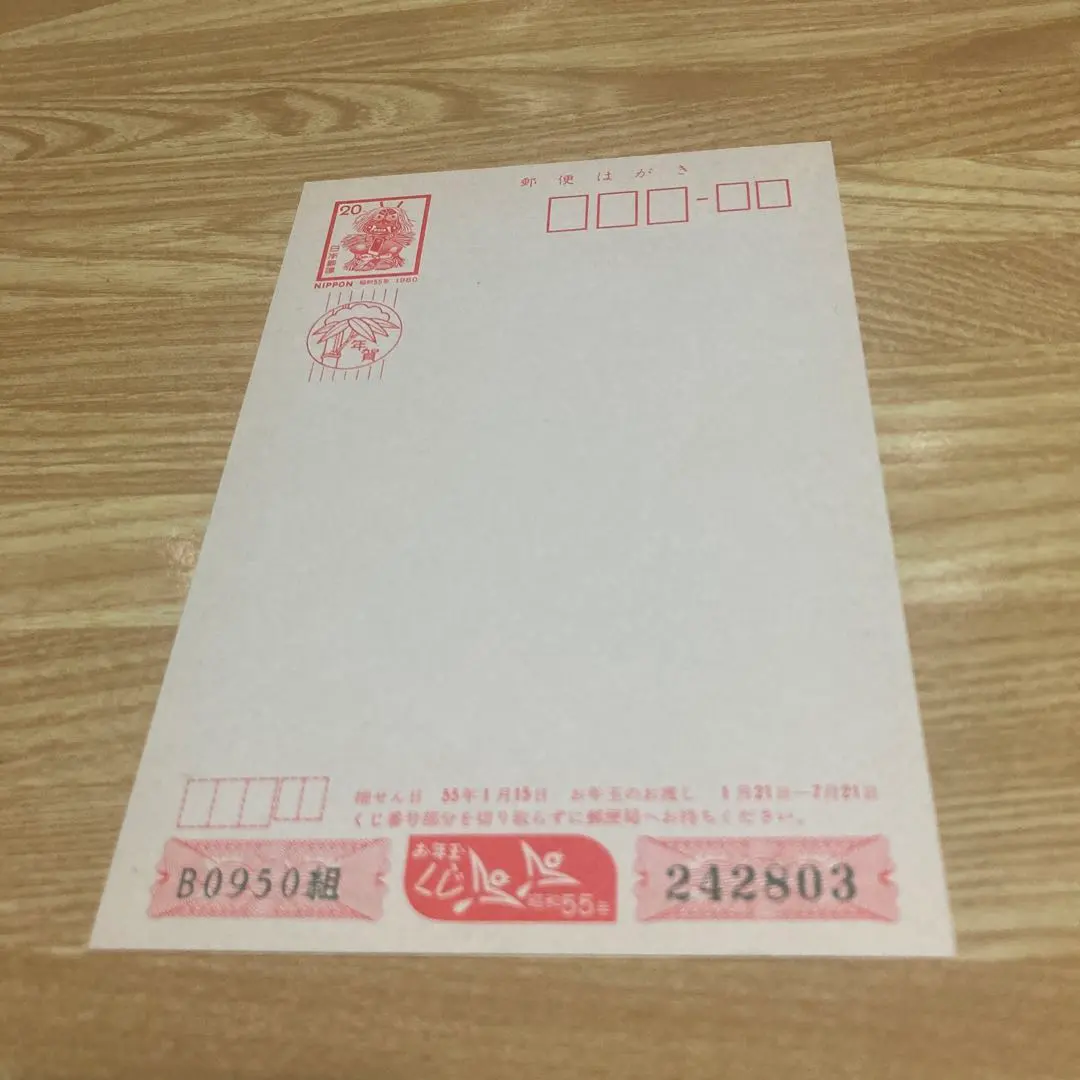 郵便はがき
20
日本郵便
NIPPON 昭和55年 1980
年賀
抽せん日 55年1月15日 お年玉のお渡し 1月21日—7月21日
くじ番号部分を切り取らずに郵便局へお持ちください。
B0950組
お年玉
くじ
昭和55年
242803